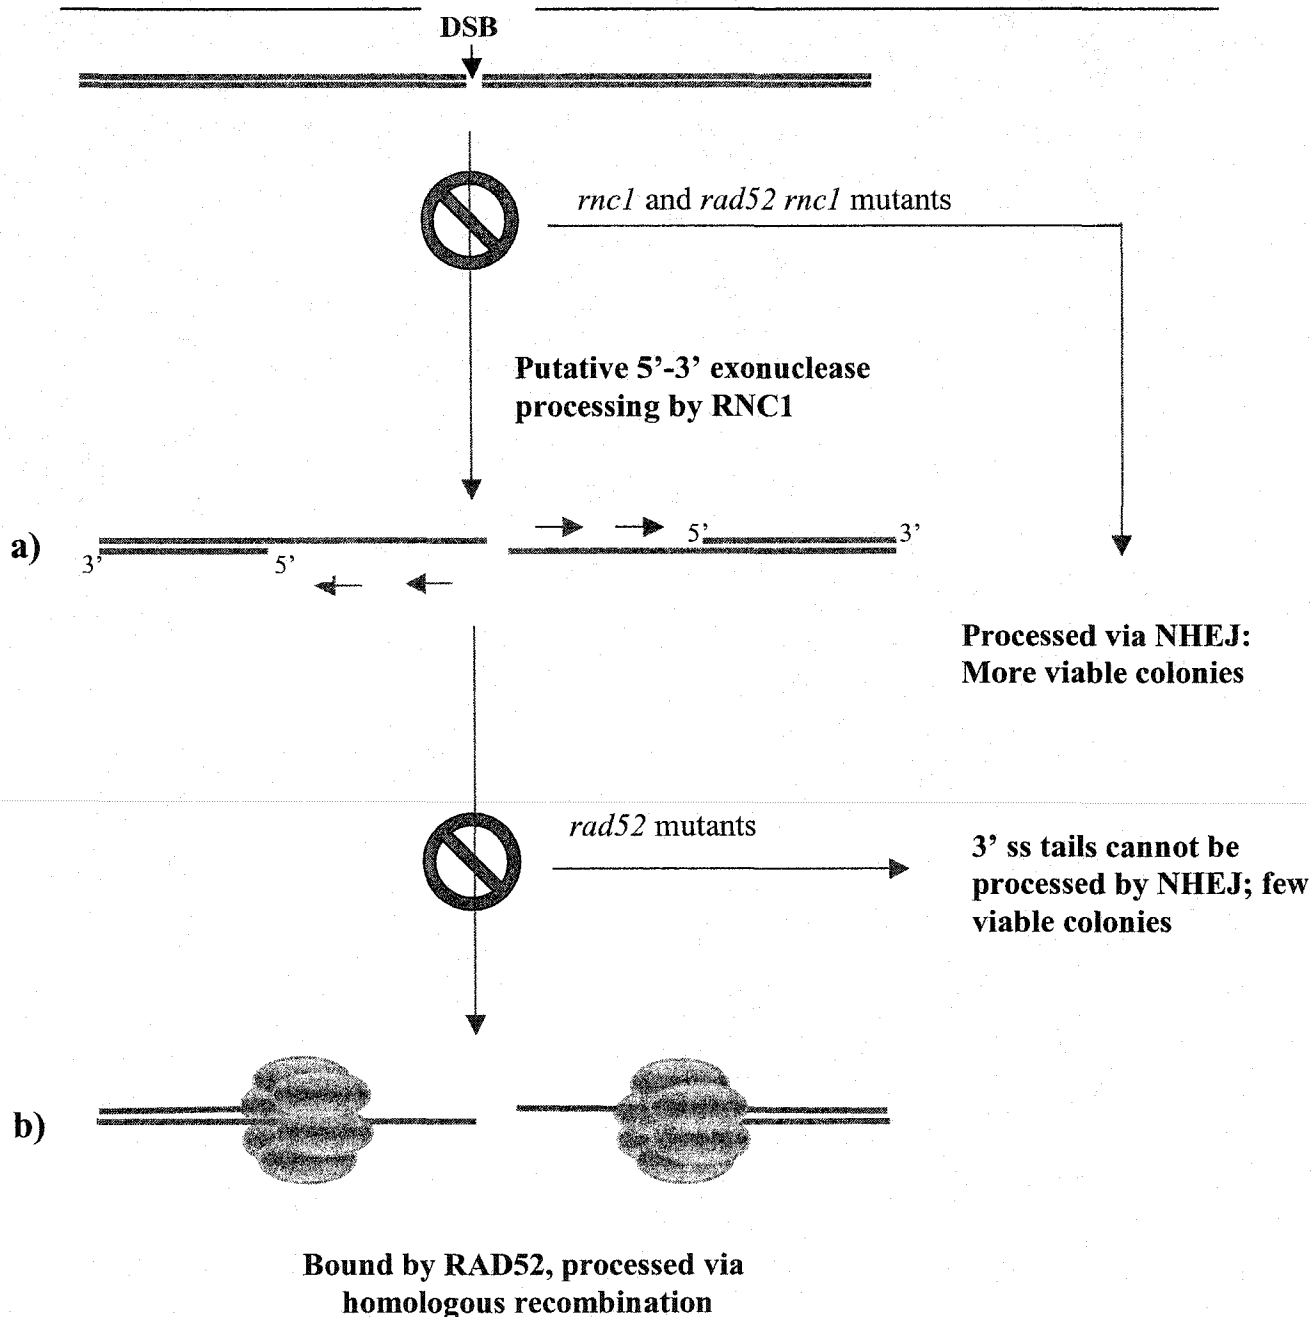 DSB
rnc1 and rad52 rnc1 mutants
Putative 5’-3’ exonuclease
processing by RNC1
a)
3’
5’
5’
3’
Processed via NHEJ:
More viable colonies
rad52 mutants
3’ ss tails cannot be
processed by NHEJ; few
viable colonies
b)
Bound by RAD52, processed via
homologous recombination